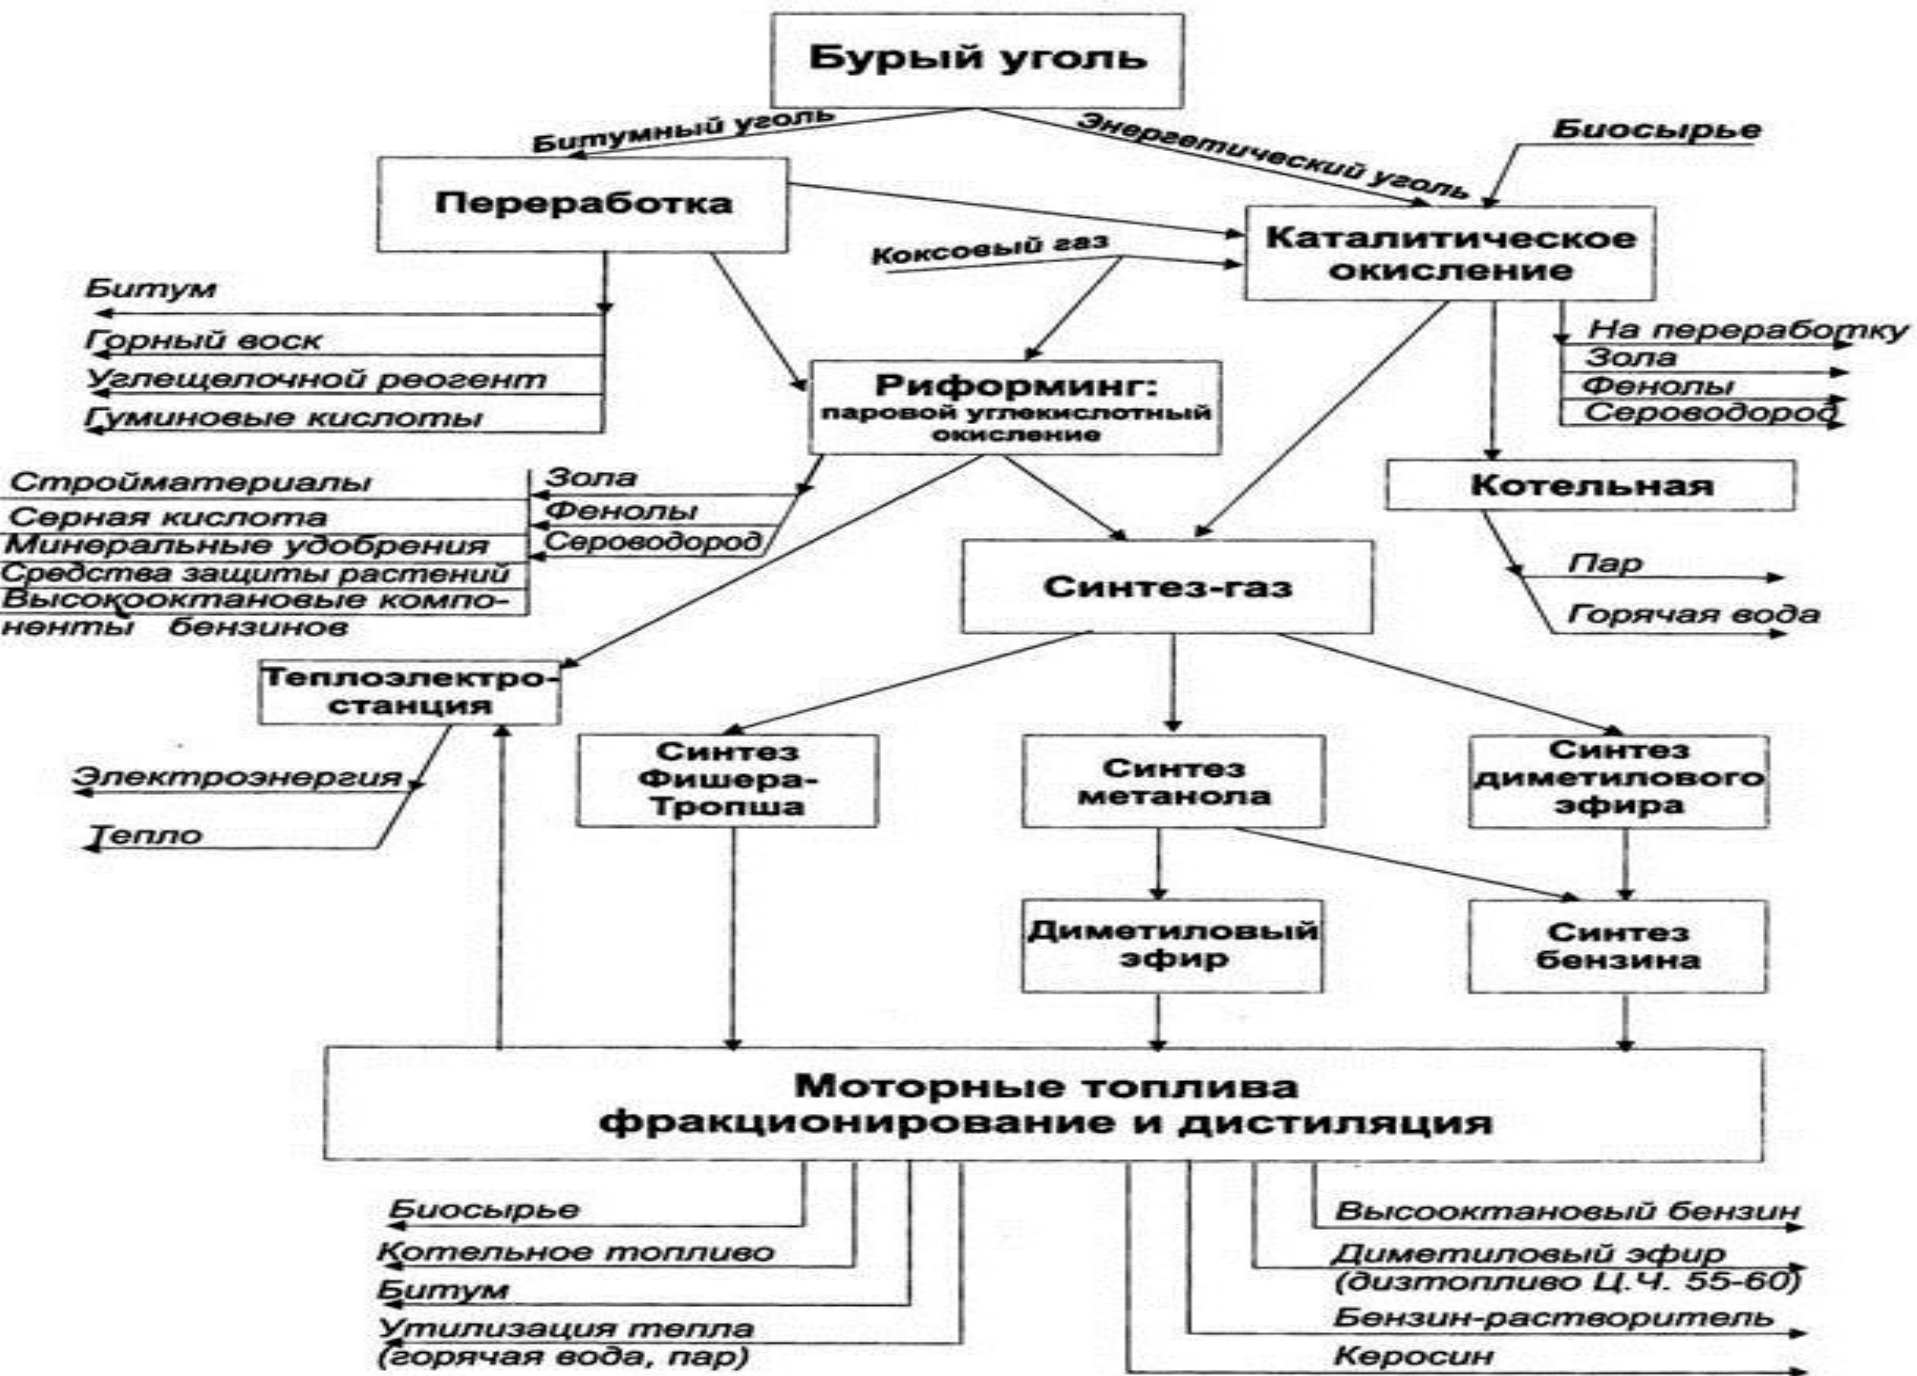 Бурый уголь
Битумный уголь
Энергетический уголь
Биосырье
Переработка
Коксовый газ
Каталитическое
окисление
Битум
Горный воск
Углещелочной реогент
Гуминовые кислоты
На переработку
Зола
Фенолы
Сероводород
Риформинг:
паровой углекислотный
окисление
Котельная
Стройматериалы
Серная кислота
Минеральные удобрения
Средства защиты растений
Высокооктановые компо-
ненты бензинов
Зола
Фенолы
Сероводород
Синтез-газ
Пар
Горячая вода
Теплоэлектро-
станция
Электроэнергия
Тепло
Синтез
Фишера-
Тропша
Синтез
метанола
Синтез
диметилового
эфира
Диметиловый
эфир
Синтез
бензина
Моторные топлива
фракционирование и дистиляция
Биосырье
Котельное топливо
Битум
Утилизация тепла
(горячая вода, пар)
Высооктановый бензин
Диметиловый эфир
(дизтопливо Ц.Ч. 55-60)
Бензин-растворитель
Керосин